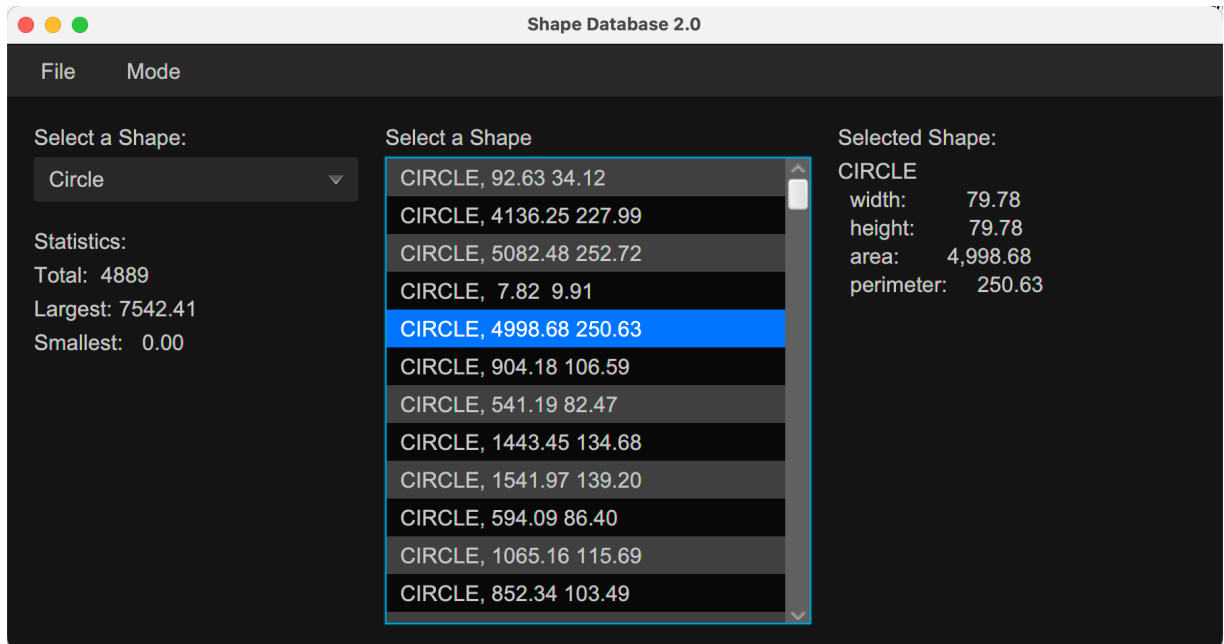 Shape Database 2.0
File Mode
Select a Shape:
Circle
Statistics:
Total: 4889
Largest: 7542.41
Smallest: 0.00
Select a Shape
CIRCLE, 92.63 34.12
CIRCLE, 4136.25 227.99
CIRCLE, 5082.48 252.72
CIRCLE, 7.82 9.91
CIRCLE, 4998.68 250.63
CIRCLE, 904.18 106.59
CIRCLE, 541.19 82.47
CIRCLE, 1443.45 134.68
CIRCLE, 1541.97 139.20
CIRCLE, 594.09 86.40
CIRCLE, 1065.16 115.69
CIRCLE, 852.34 103.49
Selected Shape:
CIRCLE
width: 79.78
height: 79.78
area: 4,998.68
perimeter: 250.63